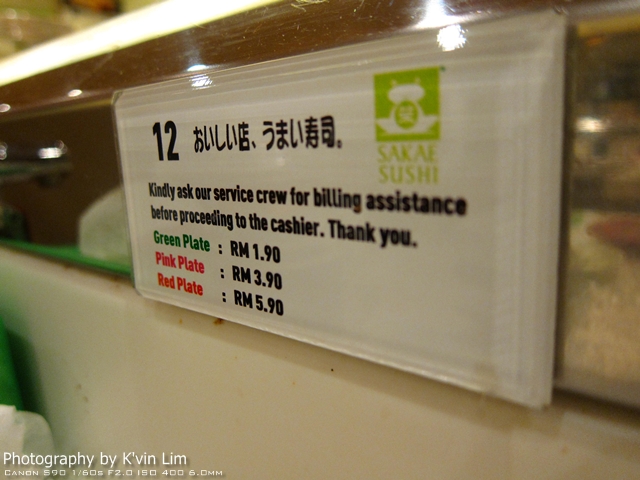 12 おいしい店、うまい寿司。
笑
SAKAE
SUSHI
Kindly ask our service crew for billing assistance
before proceeding to the cashier. Thank you.
Green Plate : RM 1.90
Pink Plate : RM 3.90
Red Plate : RM 5.90
Photography by K'vin Lim
Canon S90 1/60s F2.0 ISO 400 6.0mm